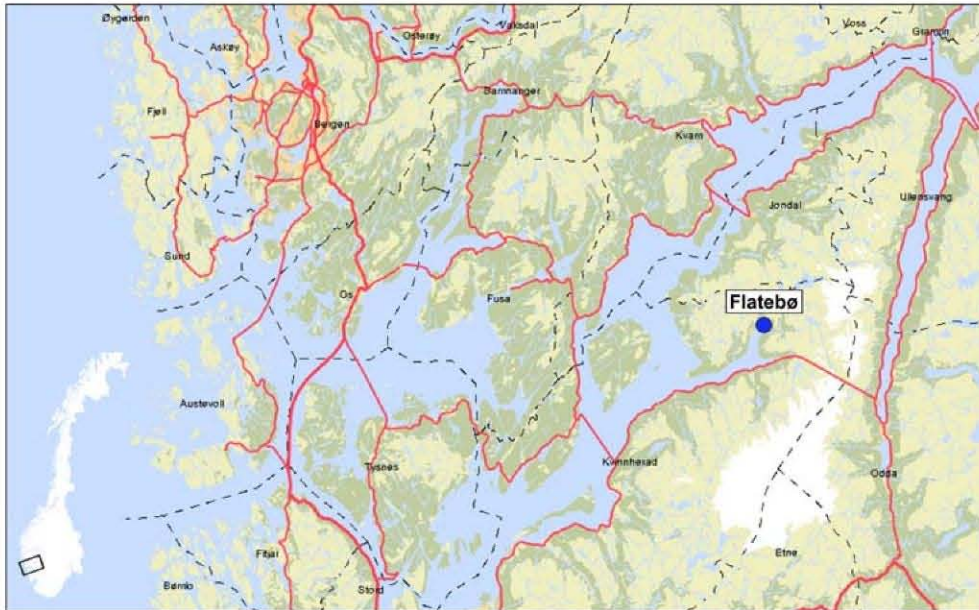 Øygarden
Askøy
Osterøy
Vaksdal
Voss
Granvin
Fjell
Samnanger
Bergen
Kvam
Jondal
Ullensvang
Sund
Os
Fusa
Flatebø
Austevoll
Tysnes
Kvinnherad
Odda
Fitjar
Etne
Bømlo
Stord